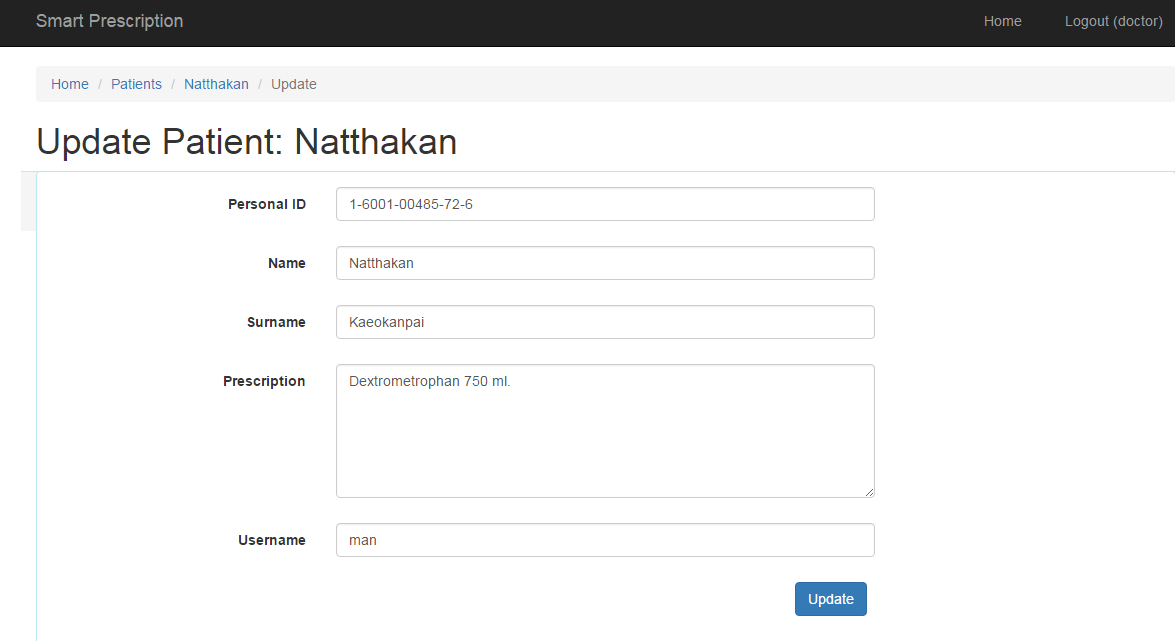 Smart Prescription Home Logout (doctor)
Home / Patients / Natthakan / Update
Update Patient: Natthakan
Personal ID 1-6001-00485-72-6
Name Natthakan
Surname Kaeokanpai
Prescription Dextrometrophan 750 ml.
Username man
Update